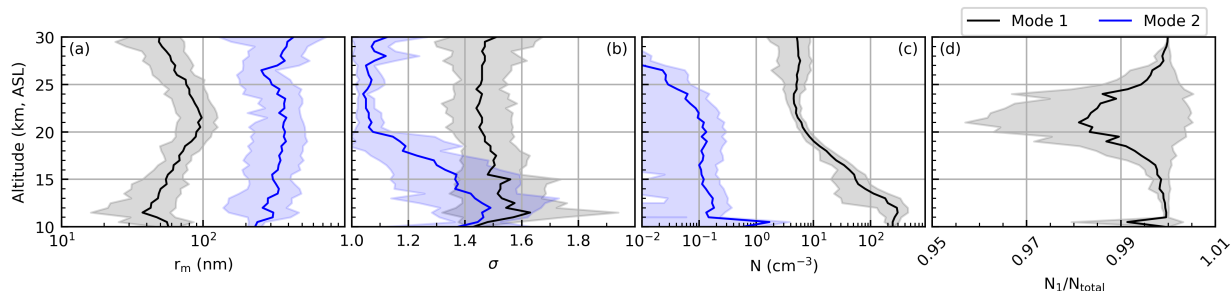 Mode 1 Mode 2
(a) (b) (c) (d)
Altitude (km, ASL)
30
25
20
15
10
10¹ 10² 1.0 1.2 1.4 1.6 1.8 10⁻² 10⁻¹ 10⁰ 10¹ 10² 0.95 0.97 0.99 1.01
rₘ (nm) σ N (cm⁻³) N₁/Nₜₒₜₐₗ